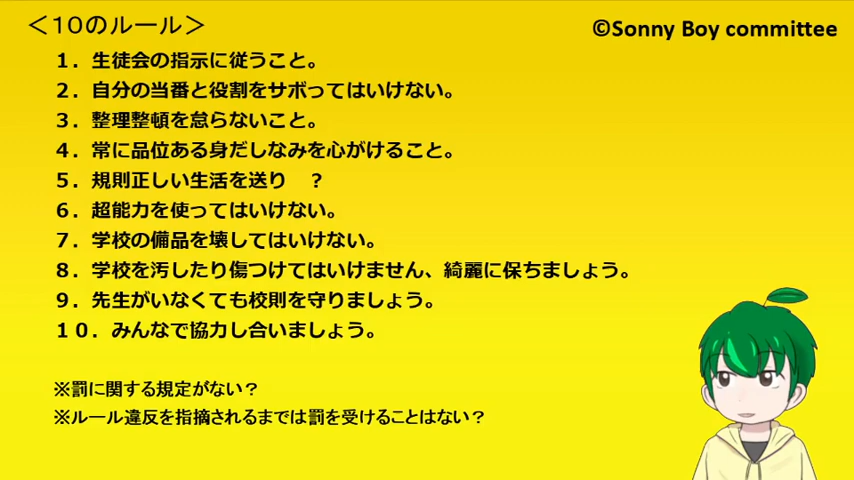 ＜１０のルール＞
©Sonny Boy committee
１．生徒会の指示に従うこと。
２．自分の当番と役割をサボってはいけない。
３．整理整頓を怠らないこと。
４．常に品位ある身だしなみを心がけること。
５．規則正しい生活を送り　？
６．超能力を使ってはいけない。
７．学校の備品を壊してはいけない。
８．学校を汚したり傷つけてはいけません、綺麗に保ちましょう。
９．先生がいなくても校則を守りましょう。
１０．みんなで協力し合いましょう。
※罰に関する規定がない？
※ルール違反を指摘されるまでは罰を受けることはない？